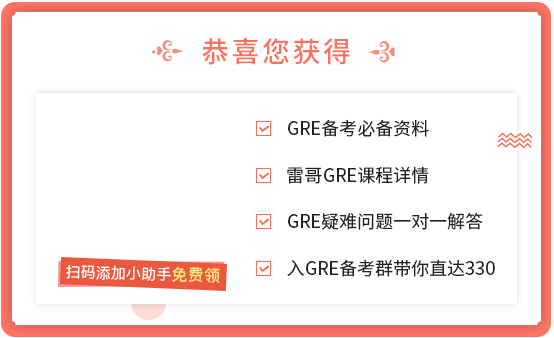 恭喜您获得
GRE备考必备资料
雷哥GRE课程详情
GRE疑难问题一对一解答
入GRE备考群带你直达330
扫码添加小助手免费领